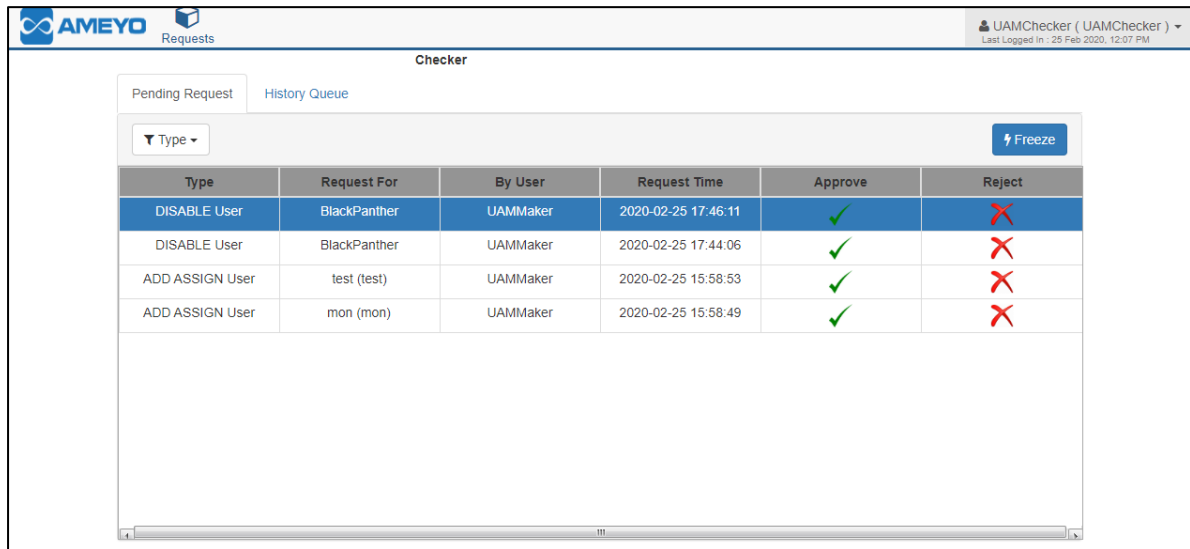 AMEYO
Requests
UAMChecker ( UAMChecker )
Last Logged In : 25 Feb 2020, 12:07 PM
Checker
Pending Request History Queue
Type Freeze
Type Request For By User Request Time Approve Reject
DISABLE User BlackPanther UAMMaker 2020-02-25 17:46:11
DISABLE User BlackPanther UAMMaker 2020-02-25 17:44:06
ADD ASSIGN User test (test) UAMMaker 2020-02-25 15:58:53
ADD ASSIGN User mon (mon) UAMMaker 2020-02-25 15:58:49